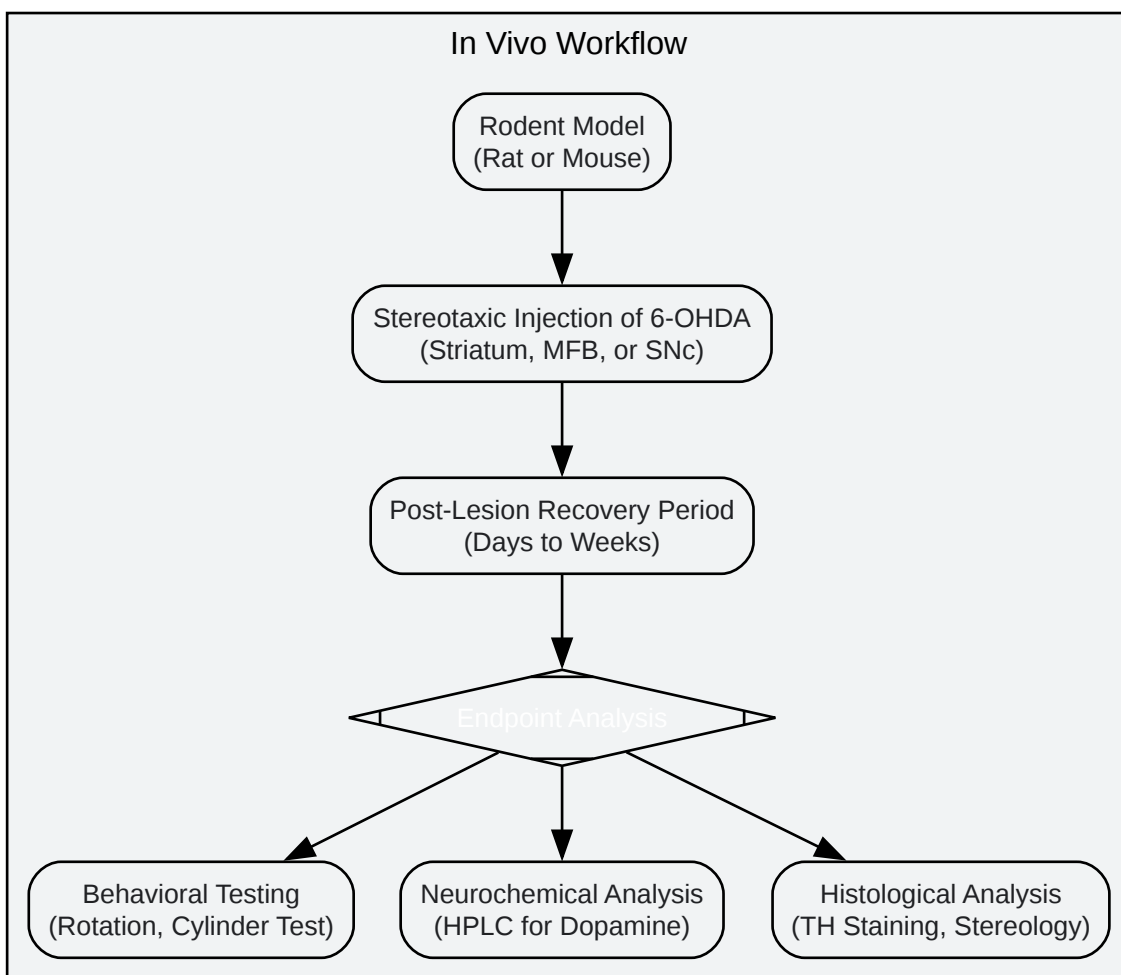 In Vivo Workflow
Rodent Model
(Rat or Mouse)
Stereotaxic Injection of 6-OHDA
(Striatum, MFB, or SNc)
Post-Lesion Recovery Period
(Days to Weeks)
Endpoint Analysis
Behavioral Testing
(Rotation, Cylinder Test)
Neurochemical Analysis
(HPLC for Dopamine)
Histological Analysis
(TH Staining, Stereology)